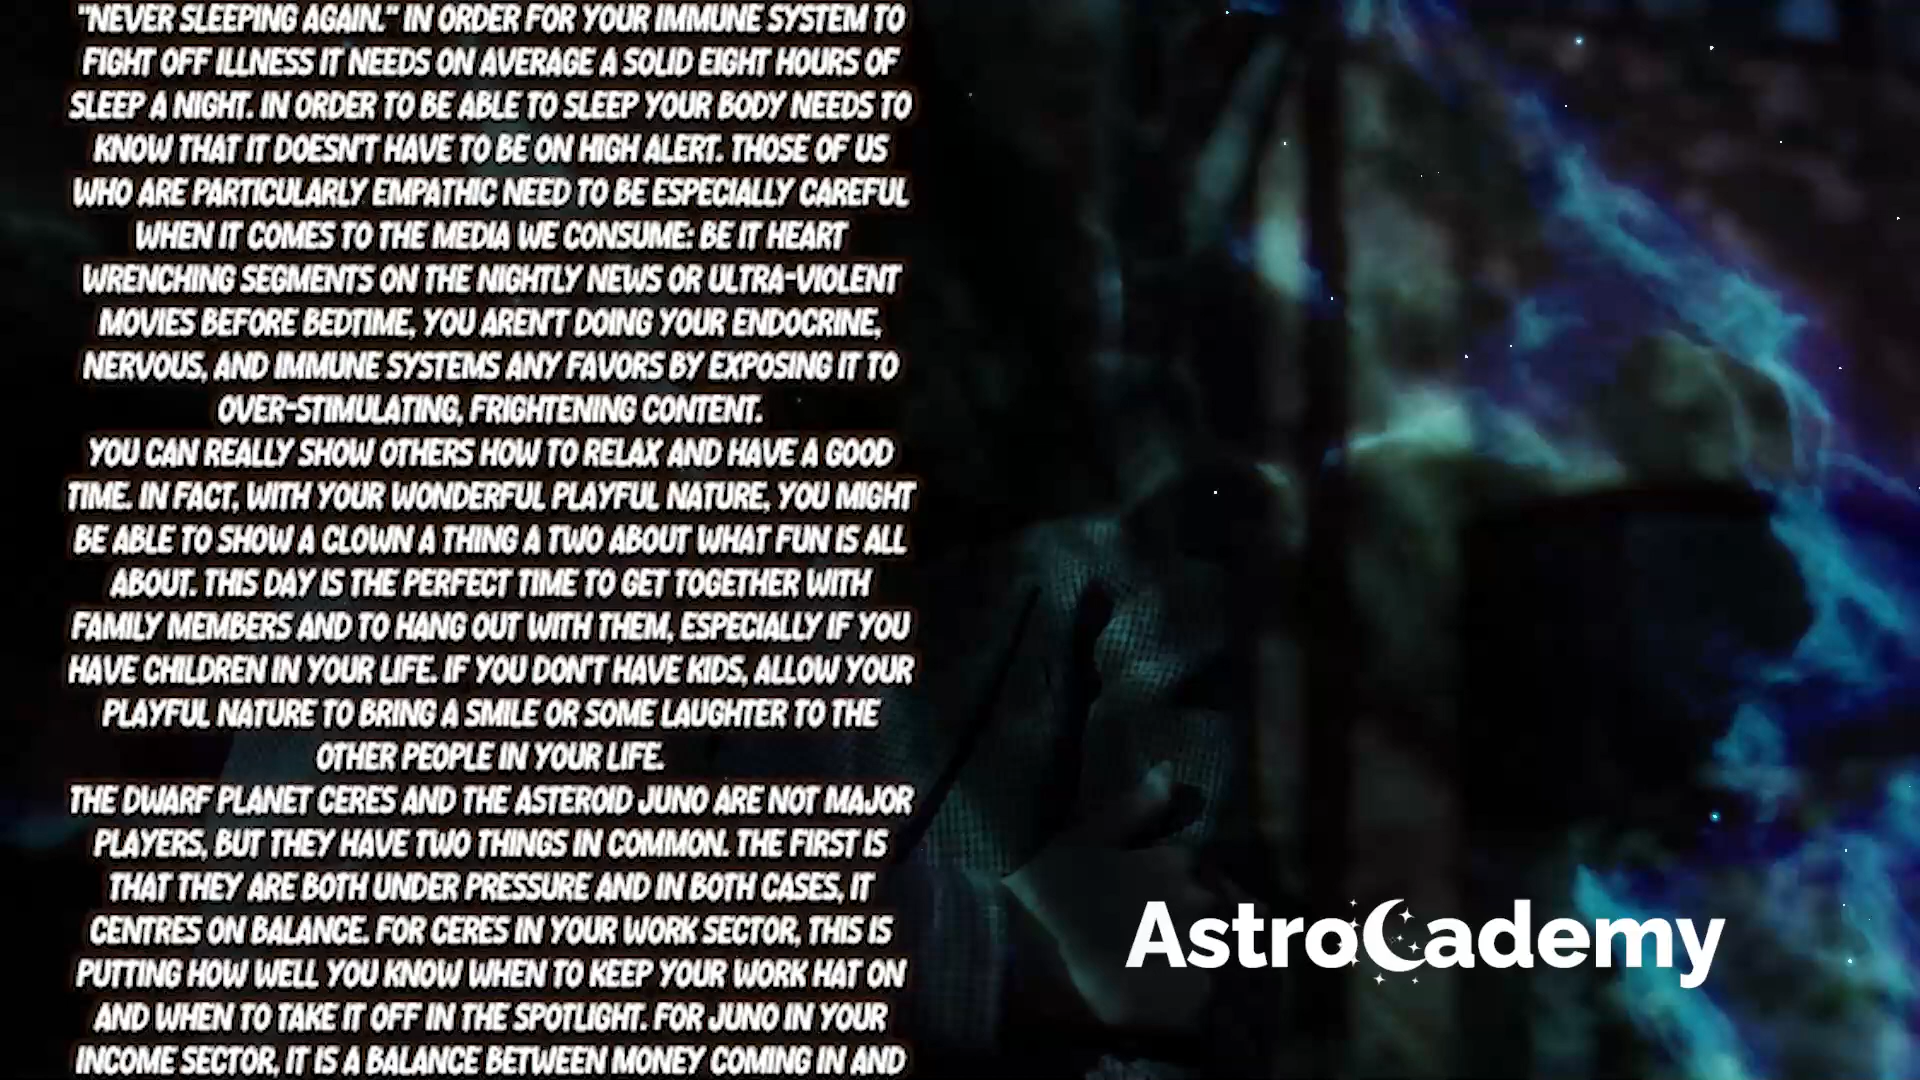 "NEVER SLEEPING AGAIN." IN ORDER FOR YOUR IMMUNE SYSTEM TO
FIGHT OFF ILLNESS IT NEEDS ON AVERAGE A SOLID EIGHT HOURS OF
SLEEP A NIGHT. IN ORDER TO BE ABLE TO SLEEP YOUR BODY NEEDS TO
KNOW THAT IT DOESN'T HAVE TO BE ON HIGH ALERT. THOSE OF US
WHO ARE PARTICULARLY EMPATHIC NEED TO BE ESPECIALLY CAREFUL
WHEN IT COMES TO THE MEDIA WE CONSUME: BE IT HEART
WRENCHING SEGMENTS ON THE NIGHTLY NEWS OR ULTRA-VIOLENT
MOVIES BEFORE BEDTIME, YOU AREN'T DOING YOUR ENDOCRINE,
NERVOUS, AND IMMUNE SYSTEMS ANY FAVORS BY EXPOSING IT TO
OVER-STIMULATING, FRIGHTENING CONTENT.
YOU CAN REALLY SHOW OTHERS HOW TO RELAX AND HAVE A GOOD
TIME. IN FACT, WITH YOUR WONDERFUL PLAYFUL NATURE, YOU MIGHT
BE ABLE TO SHOW A CLOWN A THING A TWO ABOUT WHAT FUN IS ALL
ABOUT. THIS DAY IS THE PERFECT TIME TO GET TOGETHER WITH
FAMILY MEMBERS AND TO HANG OUT WITH THEM, ESPECIALLY IF YOU
HAVE CHILDREN IN YOUR LIFE. IF YOU DON'T HAVE KIDS, ALLOW YOUR
PLAYFUL NATURE TO BRING A SMILE OR SOME LAUGHTER TO THE
OTHER PEOPLE IN YOUR LIFE.
THE DWARF PLANET CERES AND THE ASTEROID JUNO ARE NOT MAJOR
PLAYERS, BUT THEY HAVE TWO THINGS IN COMMON. THE FIRST IS
THAT THEY ARE BOTH UNDER PRESSURE AND IN BOTH CASES, IT
CENTRES ON BALANCE. FOR CERES IN YOUR WORK SECTOR, THIS IS
PUTTING HOW WELL YOU KNOW WHEN TO KEEP YOUR WORK HAT ON
AND WHEN TO TAKE IT OFF IN THE SPOTLIGHT. FOR JUNO IN YOUR
INCOME SECTOR, IT IS A BALANCE BETWEEN MONEY COMING IN AND
AstroCademy